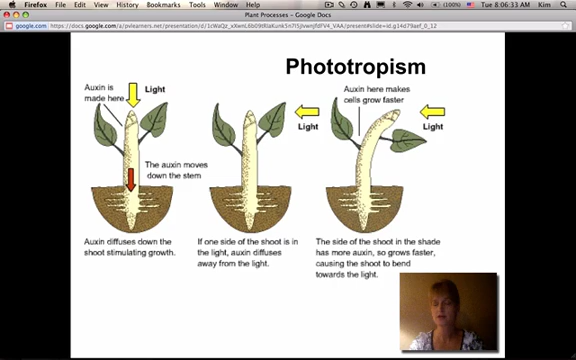 Firefox File Edit View History Bookmarks Tools Window Help
(100%) Tue 8:06:33 AM Kim
Plant Processes - Google Docs
google.com
Phototropism
Auxin is
made here
Light
The auxin moves
down the stem
Auxin diffuses down the
shoot stimulating growth.
Light
If one side of the shoot is in
the light, auxin diffuses
away from the light.
Auxin here makes
cells grow faster
Light
The side of the shoot in the shade
has more auxin, so grows faster,
causing the shoot to bend
towards the light.